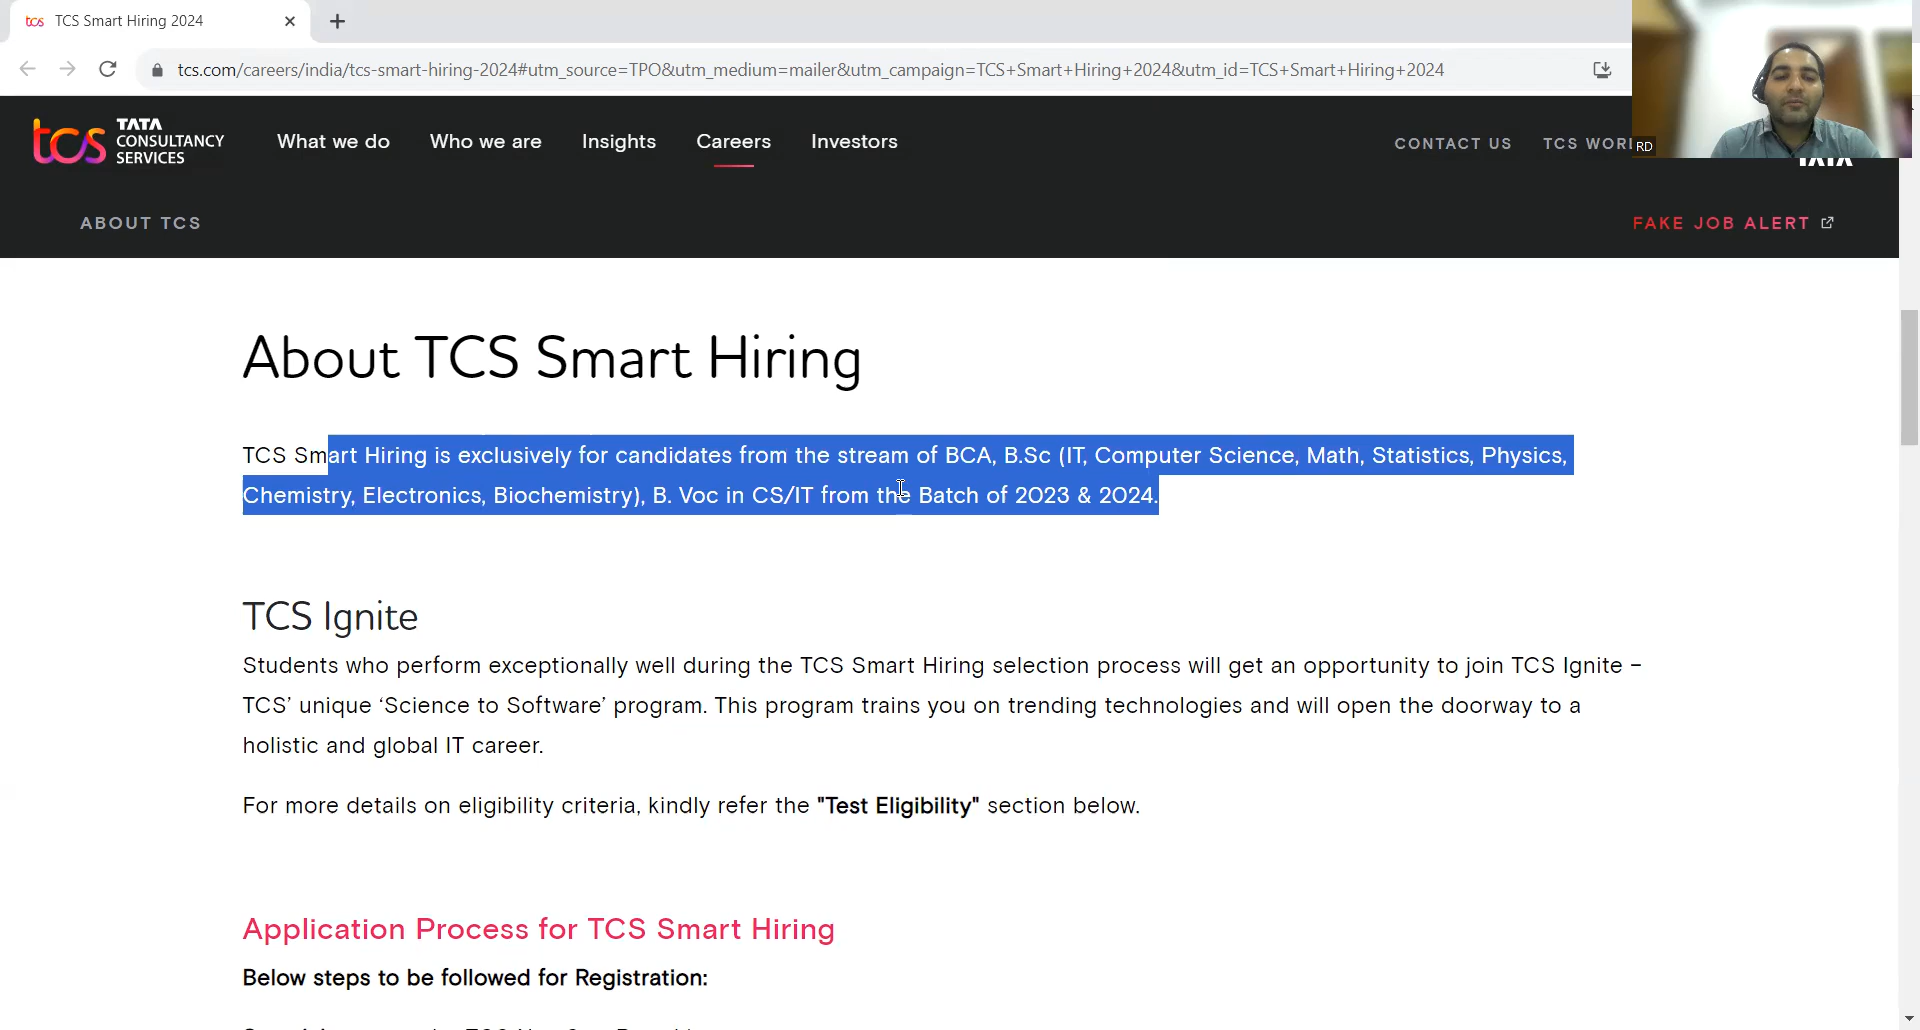 tcs TCS Smart Hiring 2024
tcs.com/careers/india/tcs-smart-hiring-2024#utm_source=TPO&utm_medium=mailer&utm_campaign=TCS+Smart+Hiring+2024&utm_id=TCS+Smart+Hiring+2024
tcs TATA CONSULTANCY SERVICES
What we do Who we are Insights Careers Investors
CONTACT US TCS
RD
TATA
ABOUT TCS
FAKE JOB ALERT
About TCS Smart Hiring
TCS Smart Hiring is exclusively for candidates from the stream of BCA, B.Sc (IT, Computer Science, Math, Statistics, Physics,
Chemistry, Electronics, Biochemistry), B. Voc in CS/IT from the Batch of 2023 & 2024.
TCS Ignite
Students who perform exceptionally well during the TCS Smart Hiring selection process will get an opportunity to join TCS Ignite –
TCS’ unique ‘Science to Software’ program. This program trains you on trending technologies and will open the doorway to a
holistic and global IT career.
For more details on eligibility criteria, kindly refer the "Test Eligibility" section below.
Application Process for TCS Smart Hiring
Below steps to be followed for Registration: